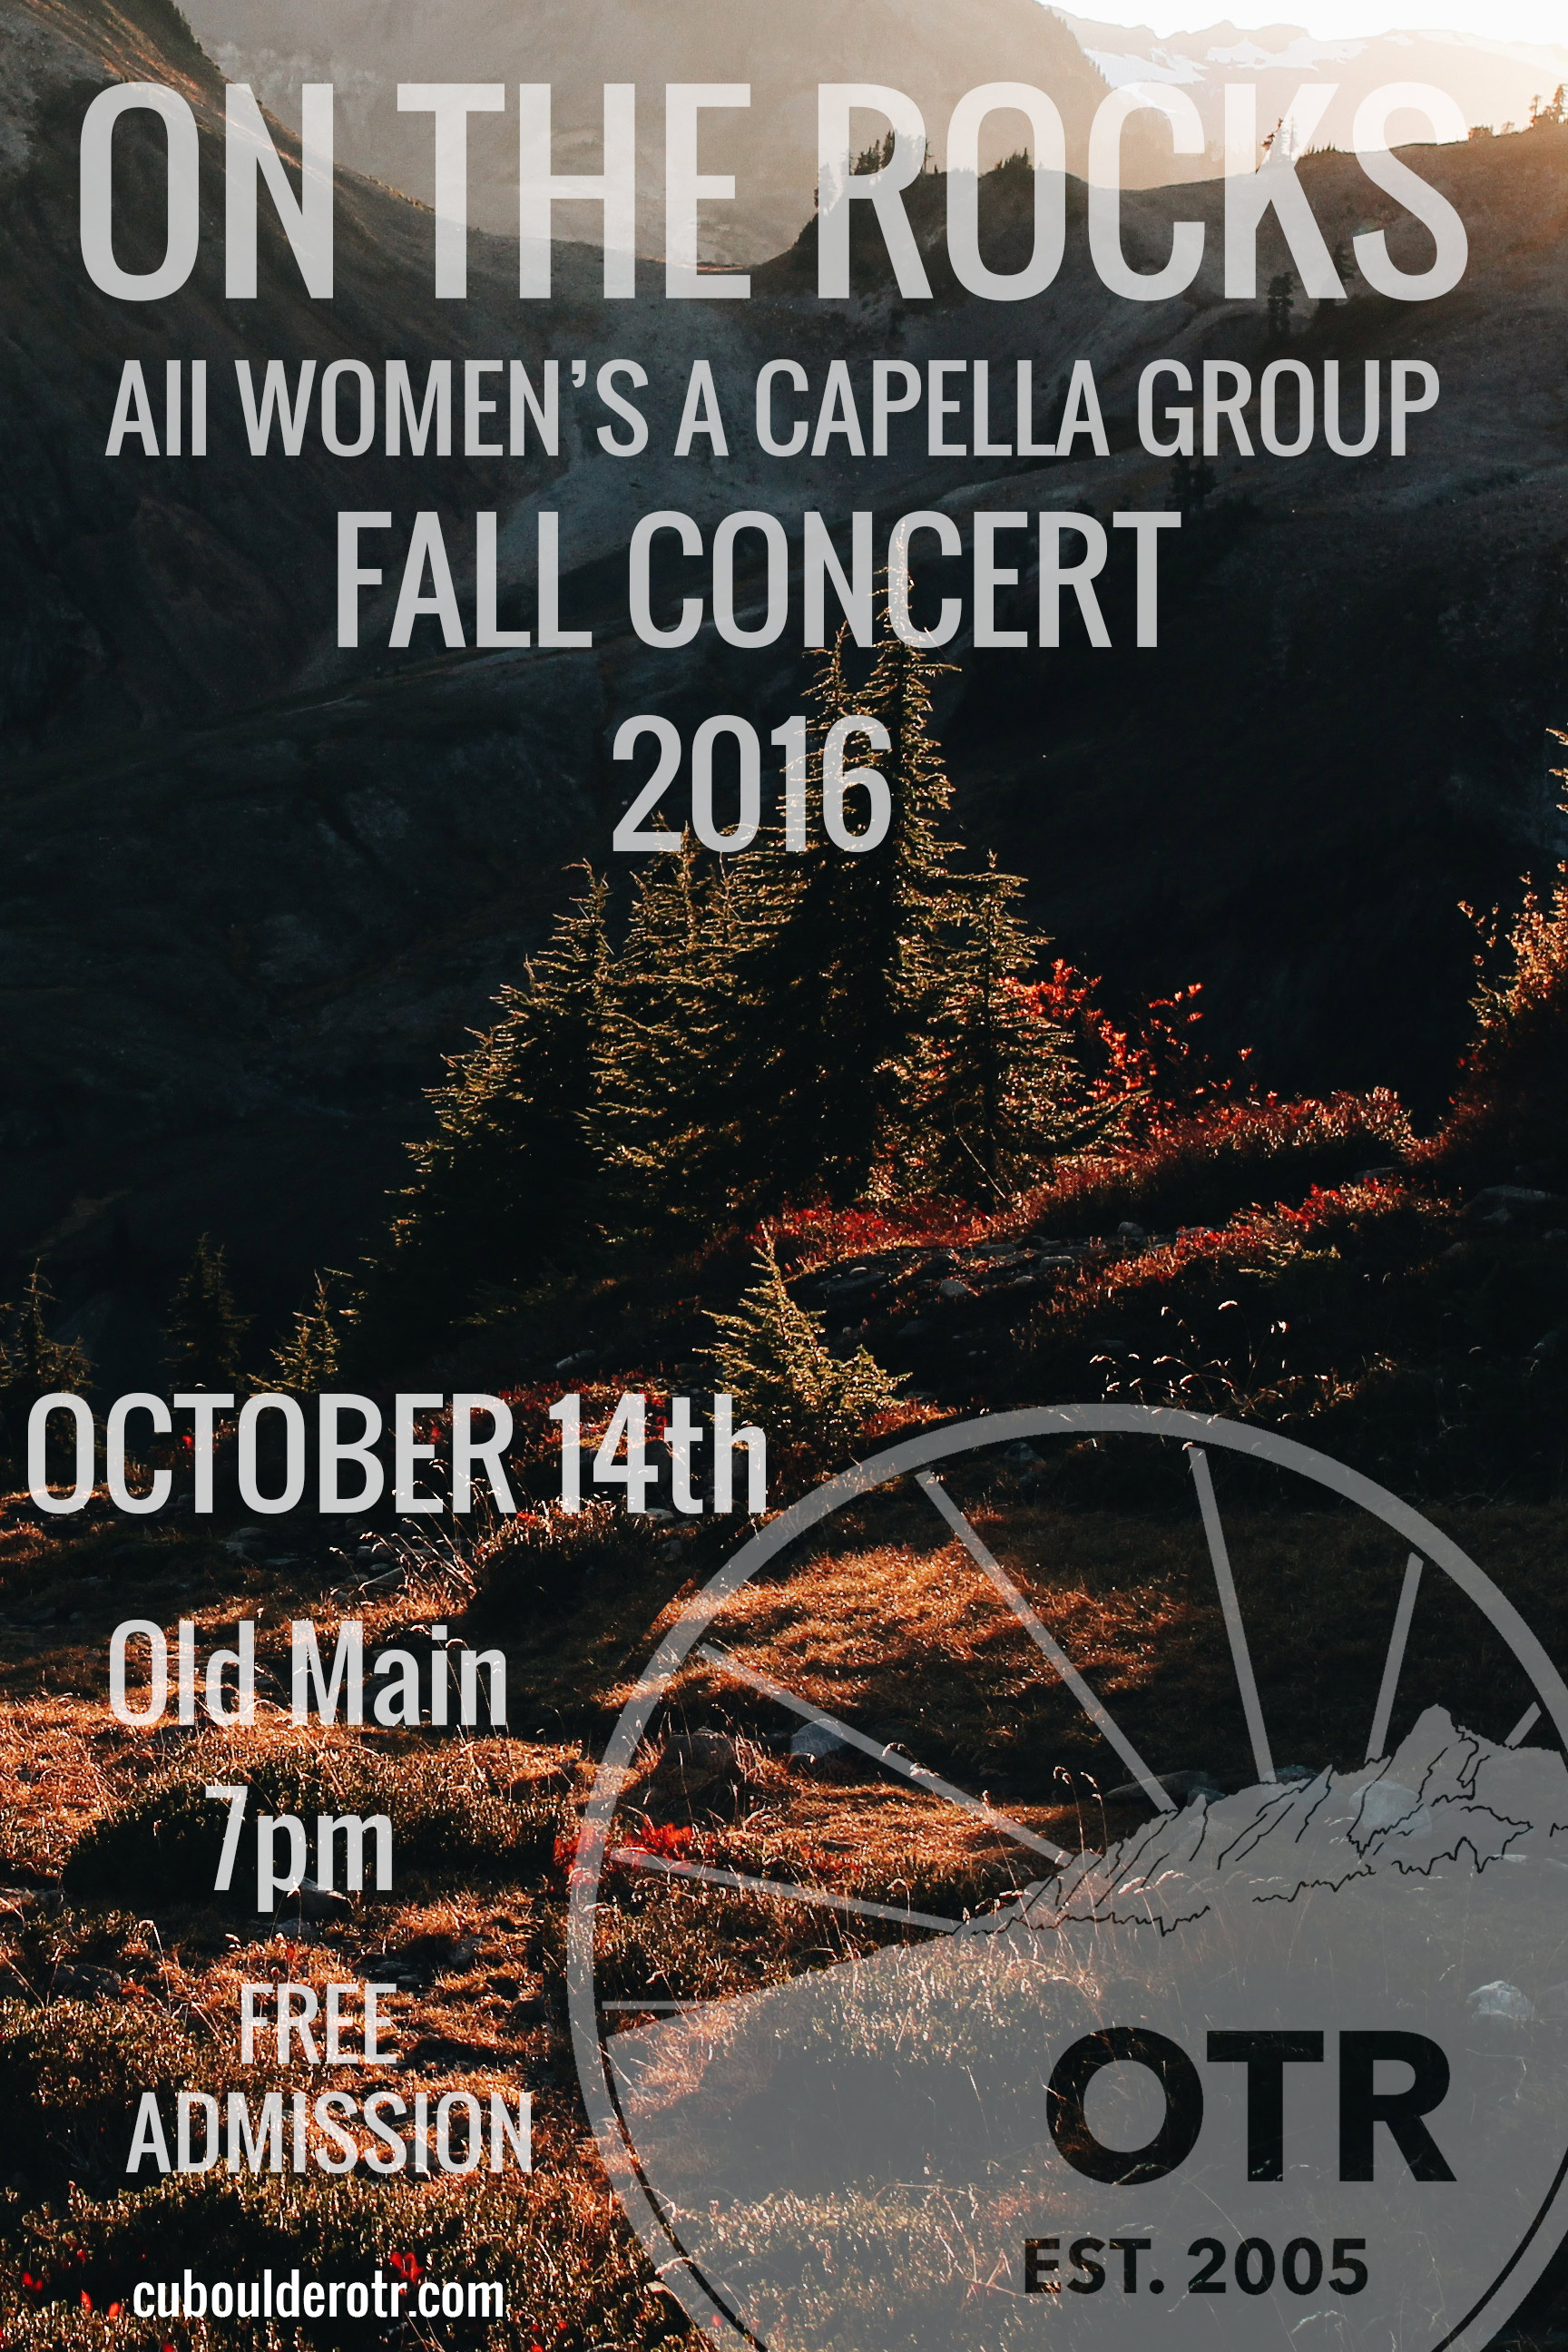 ON THE ROCKS
All WOMEN'S A CAPELLA GROUP
FALL CONCERT
2016
OCTOBER 14th
Old Main
7pm
FREE
ADMISSION
cuboulderotr.com
OTR
EST. 2005